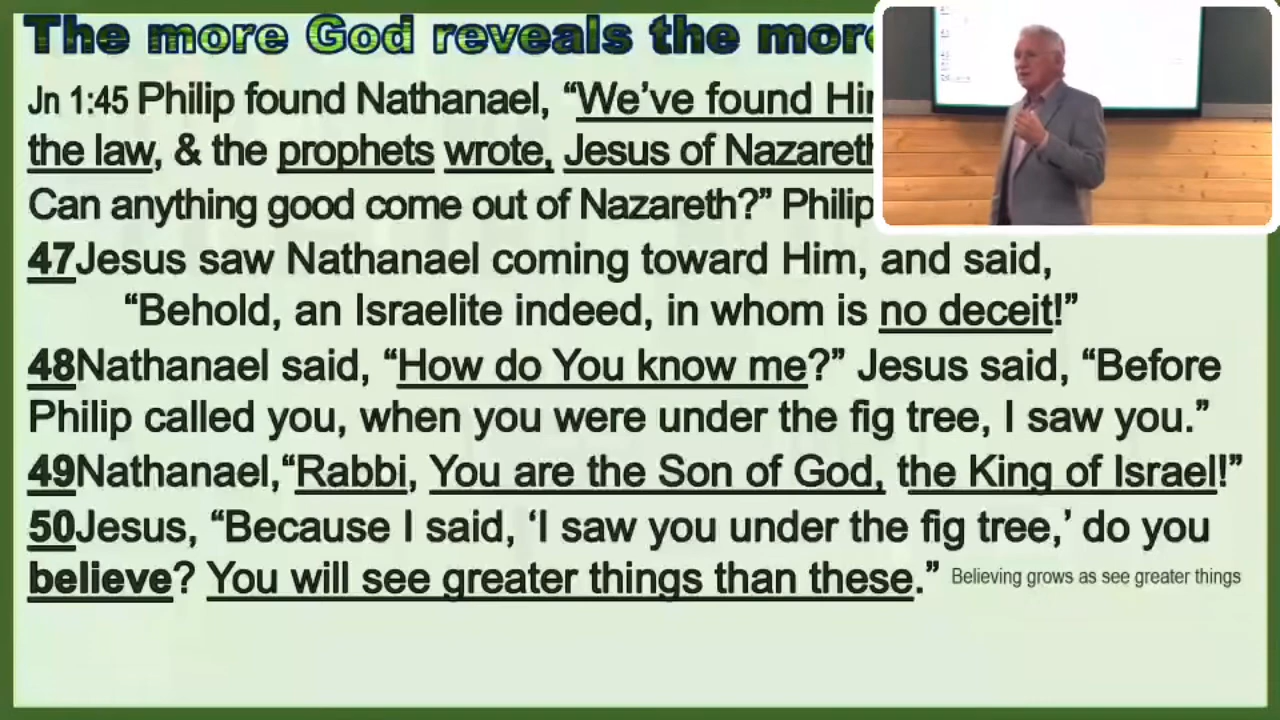 The more God reveals the more
Jn 1:45 Philip found Nathanael, “We’ve found Hi
the law, & the prophets wrote, Jesus of Nazaret
Can anything good come out of Nazareth?” Philip
47Jesus saw Nathanael coming toward Him, and said,
“Behold, an Israelite indeed, in whom is no deceit!”
48Nathanael said, “How do You know me?” Jesus said, “Before
Philip called you, when you were under the fig tree, I saw you.”
49Nathanael,“Rabbi, You are the Son of God, the King of Israel!”
50Jesus, “Because I said, ‘I saw you under the fig tree,’ do you
believe? You will see greater things than these.” Believing grows as see greater things